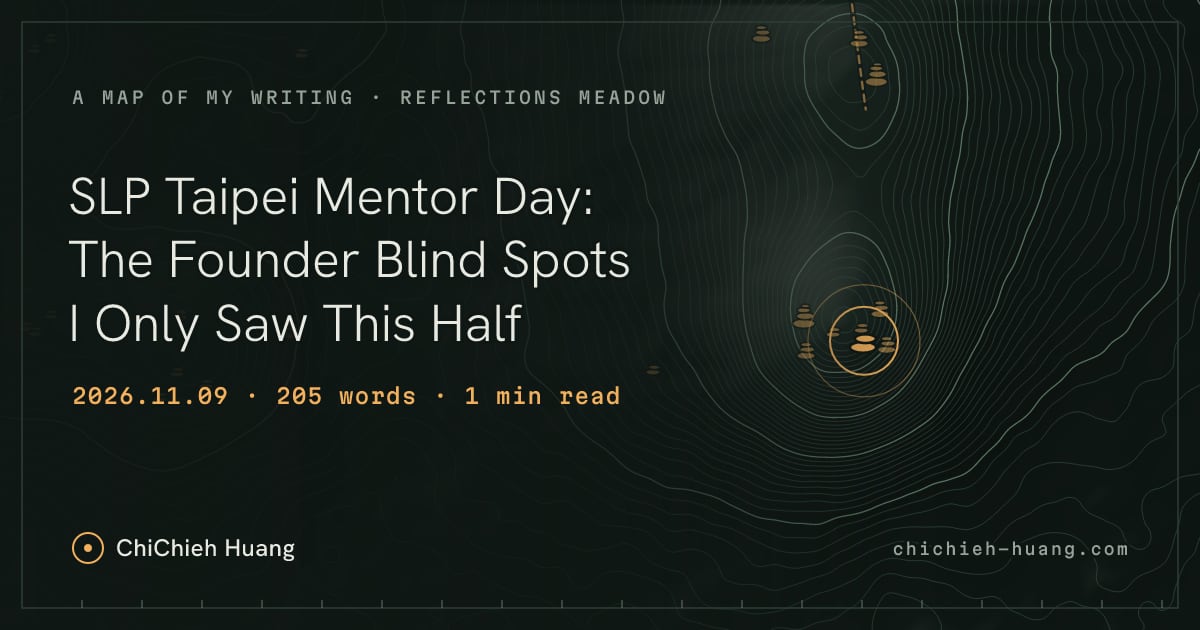 A MAP OF MY WRITING · REFLECTIONS MEADOW
SLP Taipei Mentor Day:
The Founder Blind Spots
I Only Saw This Half
2026.11.09 · 205 words · 1 min read
ChiChieh Huang
chichieh-huang.com